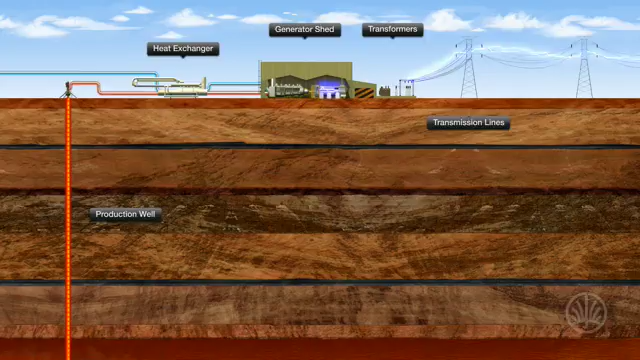 Generator Shed
Transformers
Heat Exchanger
Transmission Lines
Production Well